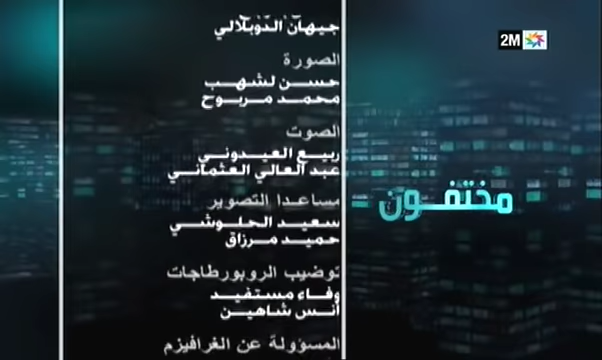 جيهان الدوبلالي
الصورة
حسن لشهب
محمد مربوح
الصوت
ربيع العيدوني
عبد العالي العثماني
مساعدا التصوير
سعيد الحلوشي
حميد مرزاق
توضيب الروبورطاجات
وفاء مستفيد
أنس شاهين
المسؤولة عن الغرافيزم
مختفون
2M